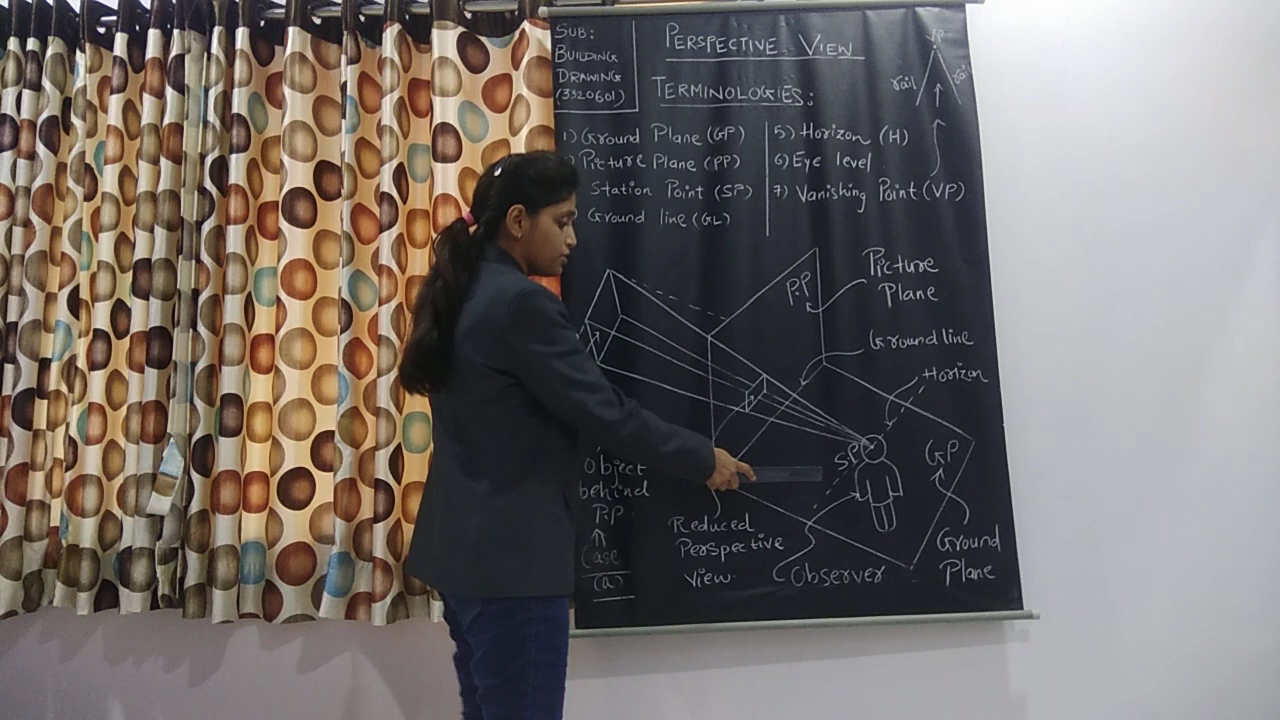 SUB:
BUILDING
DRAWING
(3320601)
PERSPECTIVE VIEW
TERMINOLOGIES:
VP
rail
rail
1) Ground Plane (GP)
) Picture Plane (PP)
Station Point (SP)
Ground line (GL)
5) Horizon (H)
6) Eye level
7) Vanishing Point (VP)
P.P
Picture
Plane
Ground line
Horizon
S.P
GP
Object
behind
P.P.
Case
(a)
Reduced
Perspective
view.
Observer
Ground
Plane